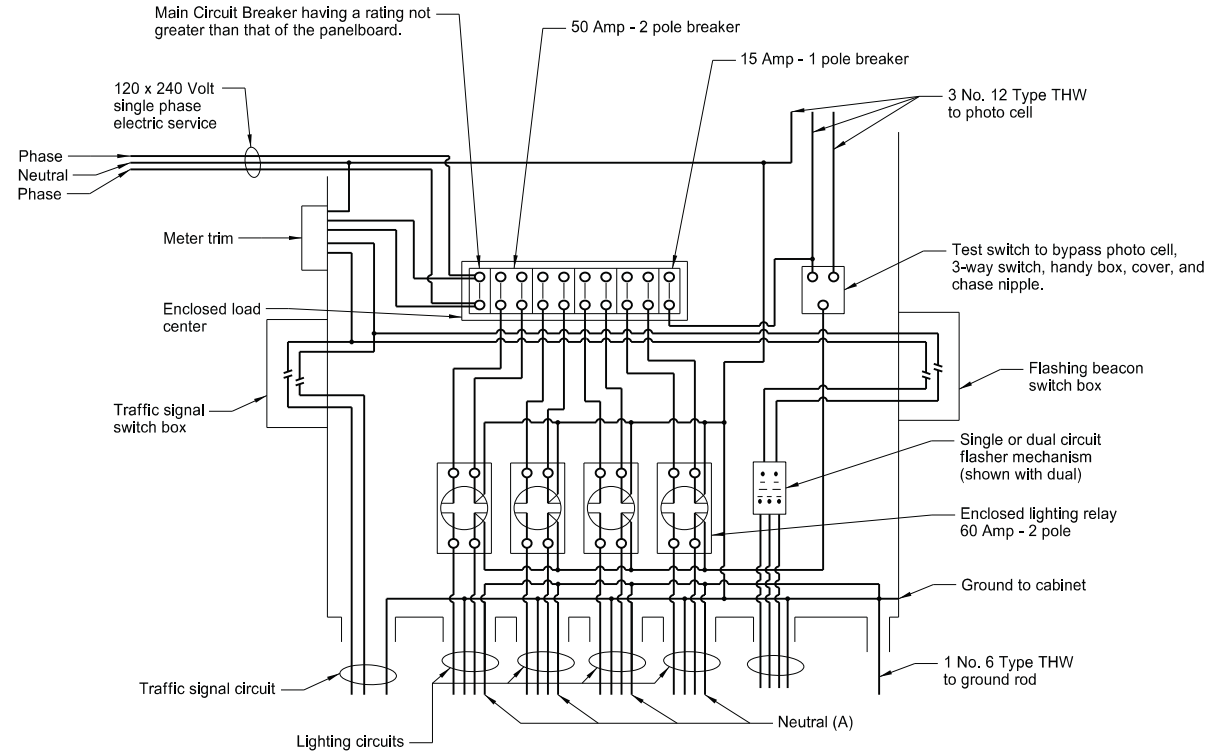 Main Circuit Breaker having a rating not
greater than that of the panelboard.
50 Amp - 2 pole breaker
15 Amp - 1 pole breaker
120 x 240 Volt
single phase
electric service
3 No. 12 Type THW
to photo cell
Phase
Neutral
Phase
Meter trim
Test switch to bypass photo cell,
3-way switch, handy box, cover, and
chase nipple.
Enclosed load
center
Flashing beacon
switch box
Traffic signal
switch box
Single or dual circuit
flasher mechanism
(shown with dual)
Enclosed lighting relay
60 Amp - 2 pole
Ground to cabinet
1 No. 6 Type THW
to ground rod
Traffic signal circuit
Neutral (A)
Lighting circuits